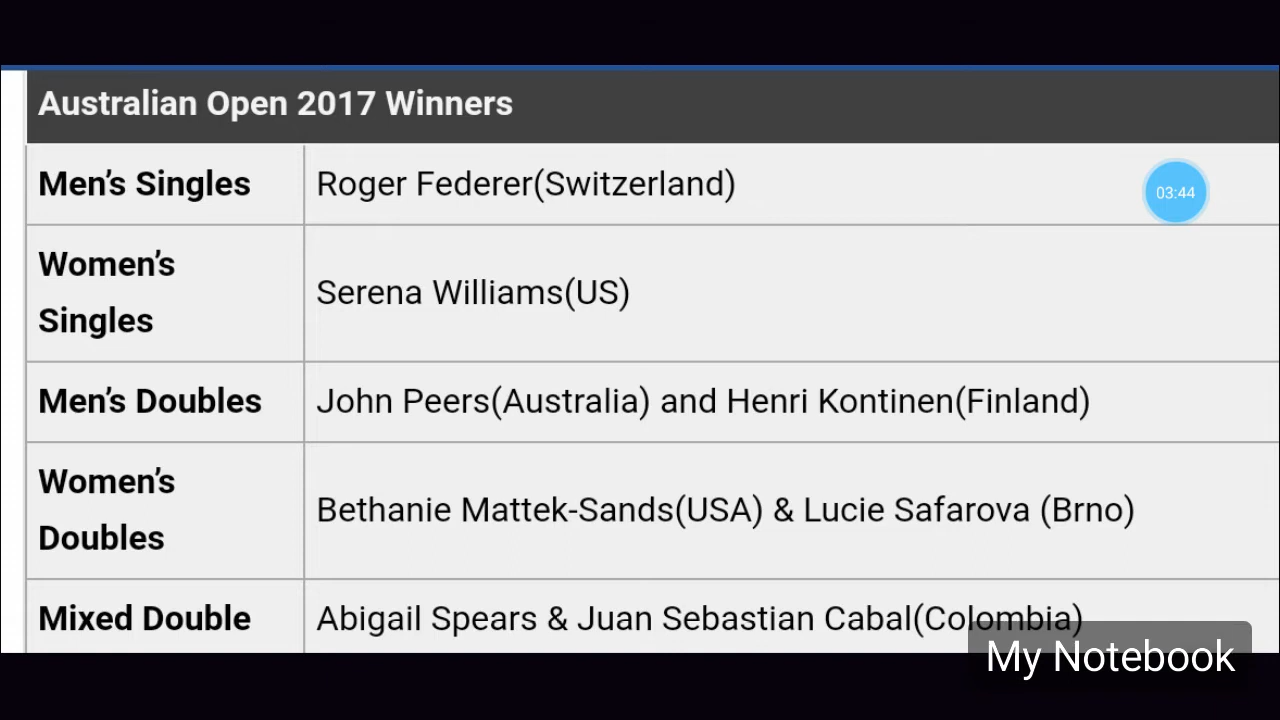 Australian Open 2017 Winners
Men’s Singles
Roger Federer(Switzerland)
03:44
Women’s
Singles
Serena Williams(US)
Men’s Doubles
John Peers(Australia) and Henri Kontinen(Finland)
Women’s
Doubles
Bethanie Mattek-Sands(USA) & Lucie Safarova (Brno)
Mixed Double
Abigail Spears & Juan Sebastian Cabal(Colombia)
My Notebook